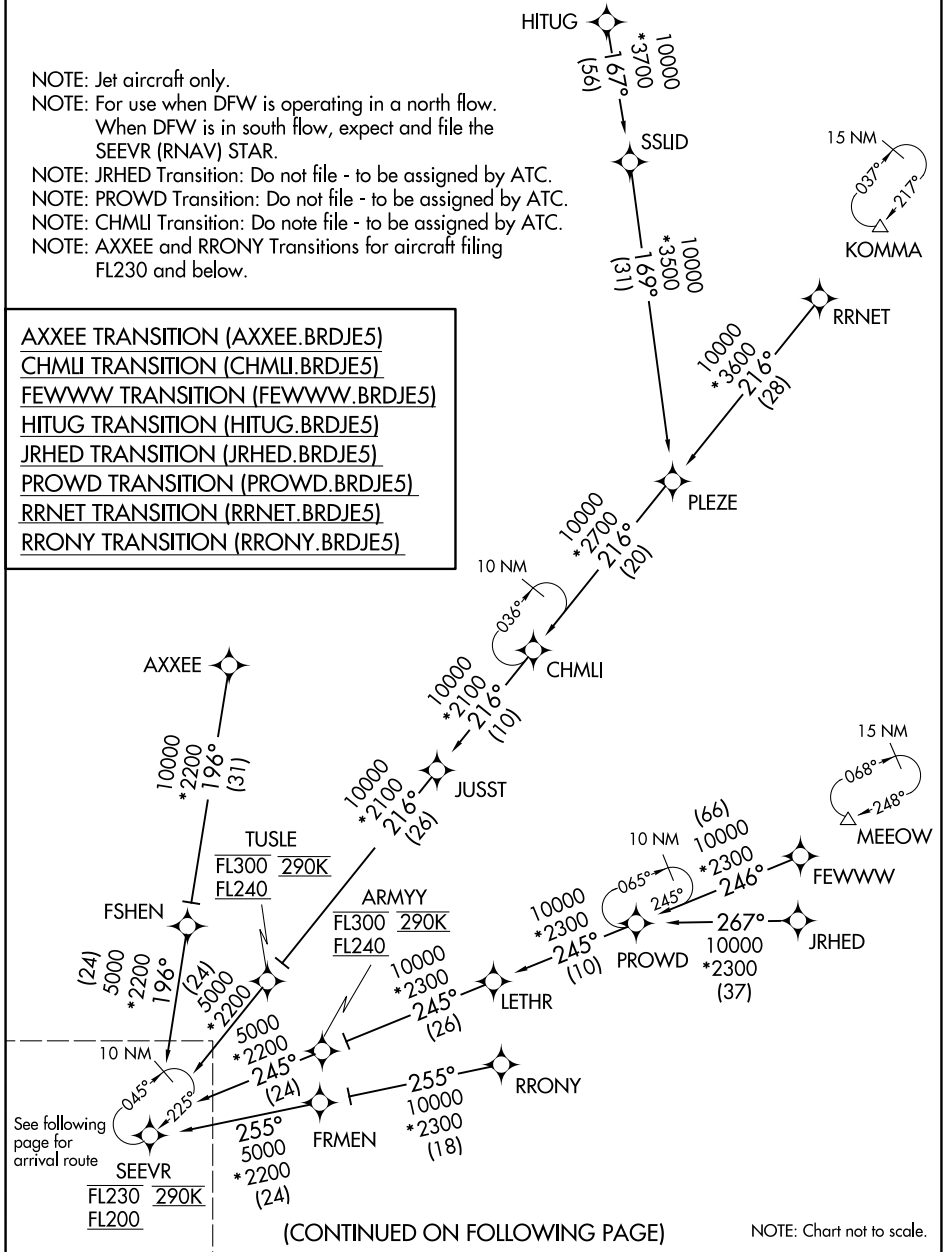 HITUG
10000
*3700
167°
(56)
NOTE: Jet aircraft only.
NOTE: For use when DFW is operating in a north flow.
When DFW is in south flow, expect and file the
SEEVR (RNAV) STAR.
NOTE: JRHED Transition: Do not file - to be assigned by ATC.
NOTE: PROWD Transition: Do not file - to be assigned by ATC.
NOTE: CHMLI Transition: Do note file - to be assigned by ATC.
NOTE: AXXEE and RRONY Transitions for aircraft filing
FL230 and below.
SSLID
10000
*3500
169°
(31)
15 NM
037°
217°
KOMMA
RRNET
10000
*3600
216°
(28)
AXXEE TRANSITION (AXXEE.BRDJE5)
CHMLI TRANSITION (CHMLI.BRDJE5)
FEWWW TRANSITION (FEWWW.BRDJE5)
HITUG TRANSITION (HITUG.BRDJE5)
JRHED TRANSITION (JRHED.BRDJE5)
PROWD TRANSITION (PROWD.BRDJE5)
RRNET TRANSITION (RRNET.BRDJE5)
RRONY TRANSITION (RRONY.BRDJE5)
PLEZE
10000
*2700
216°
(20)
10 NM
036°
CHMLI
10000
*2100
216°
(10)
JUSST
10000
*2100
216°
(26)
AXXEE
10000
*2200
196°
(31)
TUSLE
FL300 290K
FL240
FSHEN
(24)
5000
*2200
196°
(24)
5000
*2200
ARMYY
FL300 290K
FL240
15 NM
068°
248°
MEEOW
(66)
10000
*2300
246°
FEWWW
10 NM
065°
245°
PROWD
267°
10000
*2300
(37)
JRHED
10000
*2300
245°
(10)
LETHR
10000
*2300
245°
(26)
5000
*2200
245°
(24)
RRONY
255°
10000
*2300
(18)
FRMEN
255°
5000
*2200
(24)
10 NM
045°
225°
See following
page for
arrival route
SEEVR
FL230 290K
FL200
(CONTINUED ON FOLLOWING PAGE)
NOTE: Chart not to scale.